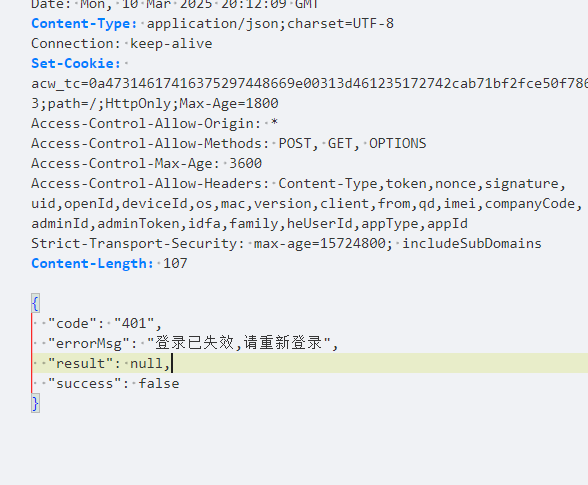 Date: Mon, 10 Mar 2025 20:12:09 GMT
Content-Type: application/json;charset=UTF-8
Connection: keep-alive
Set-Cookie:
acw_tc=0a47314617416375297448669e00313d461235172742cab71bf2fce50f786
3;path=/;HttpOnly;Max-Age=1800
Access-Control-Allow-Origin: *
Access-Control-Allow-Methods: POST, GET, OPTIONS
Access-Control-Max-Age: 3600
Access-Control-Allow-Headers: Content-Type,token,nonce,signature,
uid,openId,deviceId,os,mac,version,client,from,qd,imei,companyCode,
adminId,adminToken,idfa,family,heUserId,appType,appId
Strict-Transport-Security: max-age=15724800; includeSubDomains
Content-Length: 107
{
"code": "401",
"errorMsg": "登录已失效,请重新登录",
"result": null,
"success": false
}